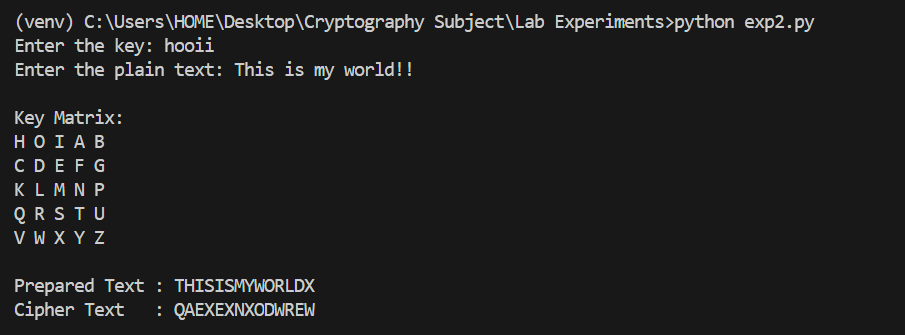 (venv) C:\Users\HOME\Desktop\Cryptography Subject\Lab Experiments>python exp2.py
Enter the key: hooii
Enter the plain text: This is my world!!
Key Matrix:
H O I A B
C D E F G
K L M N P
Q R S T U
V W X Y Z
Prepared Text : THISISMYWORLDX
Cipher Text   : QAEXEXNXODWREW